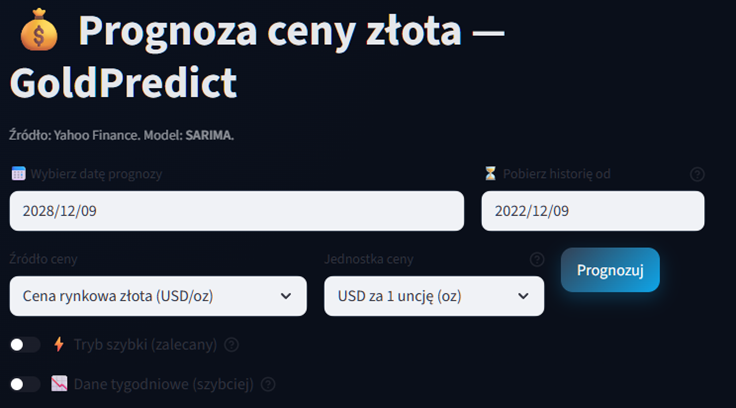 Prognoza ceny złota —
GoldPredict
Źródło: Yahoo Finance. Model: SARIMA.
Wybierz datę prognozy
Pobierz historię od
2028/12/09
2022/12/09
Źródło ceny
Jednostka ceny
Cena rynkowa złota (USD/oz)
USD za 1 uncję (oz)
Prognozuj
Tryb szybki (zalecany)
Dane tygodniowe (szybciej)